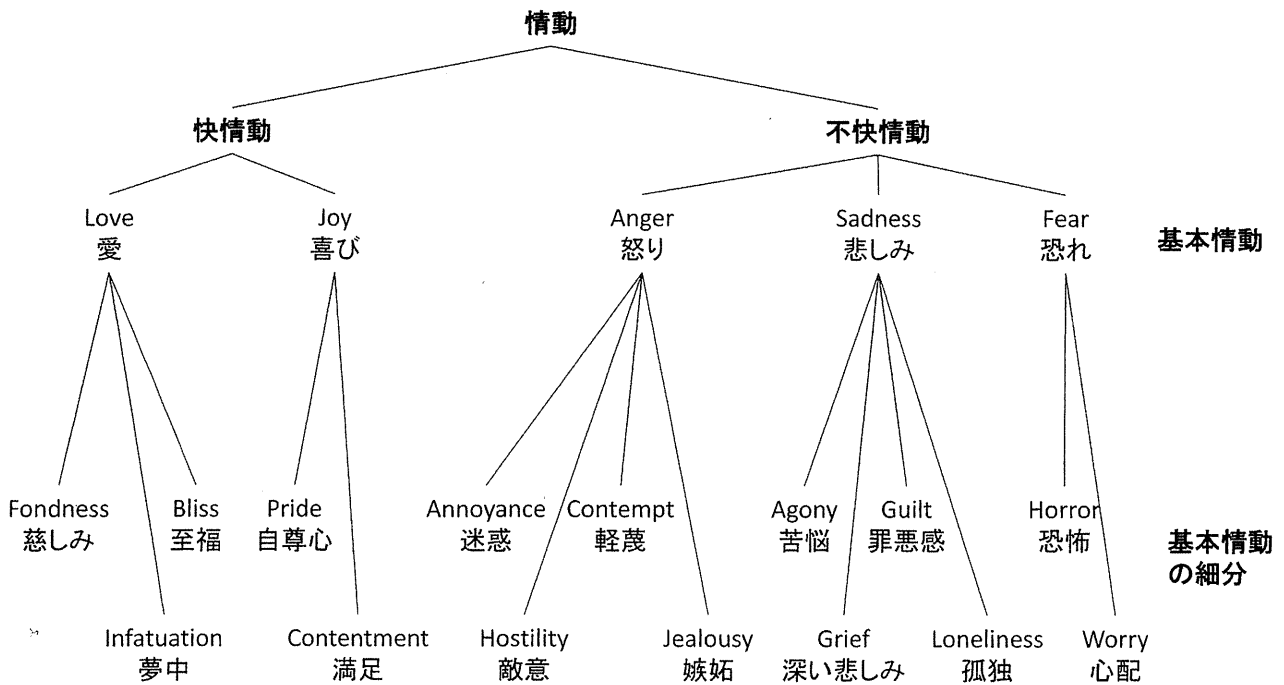 情動
快情動
不快情動
Love
愛
Joy
喜び
Anger
怒り
Sadness
悲しみ
Fear
恐れ
基本情動
Fondness
慈しみ
Bliss
至福
Pride
自尊心
Annoyance
迷惑
Contempt
軽蔑
Agony
苦悩
Guilt
罪悪感
Horror
恐怖
基本情動
の細分
Infatuation
夢中
Contentment
満足
Hostility
敵意
Jealousy
嫉妬
Grief
深い悲しみ
Loneliness
孤独
Worry
心配